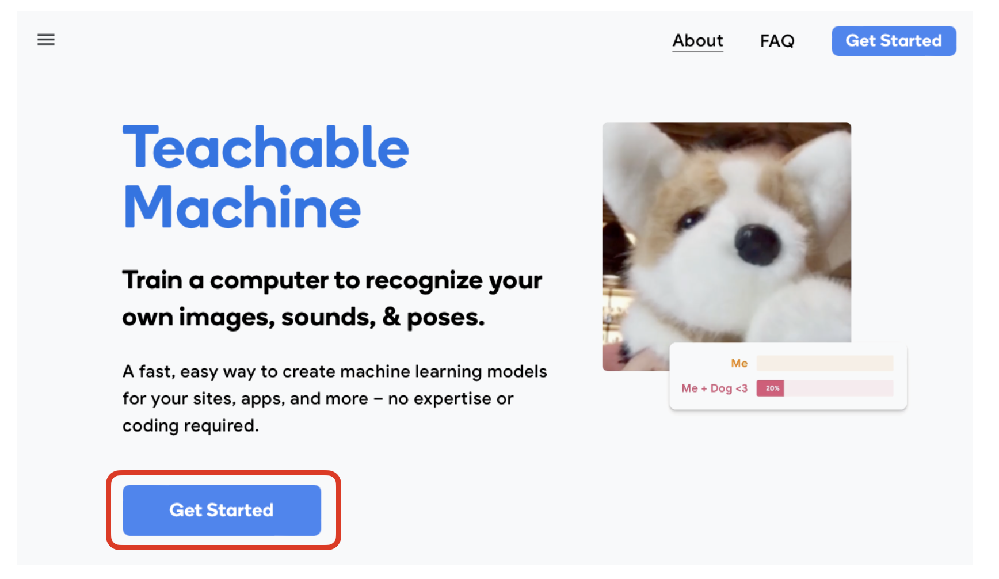 About
FAQ
Get Started
Teachable
Machine
Train a computer to recognize your
own images, sounds, & poses.
A fast, easy way to create machine learning models
for your sites, apps, and more – no expertise or
coding required.
Get Started
Me
Me + Dog <3
20%